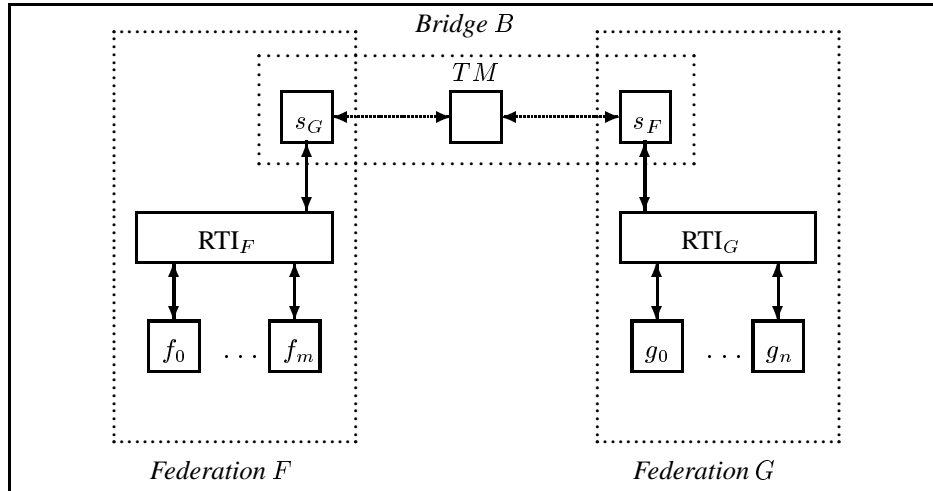 Bridge B
TM
s_G s_F
RTI_F RTI_G
f_0 ... f_m g_0 ... g_n
Federation F Federation G